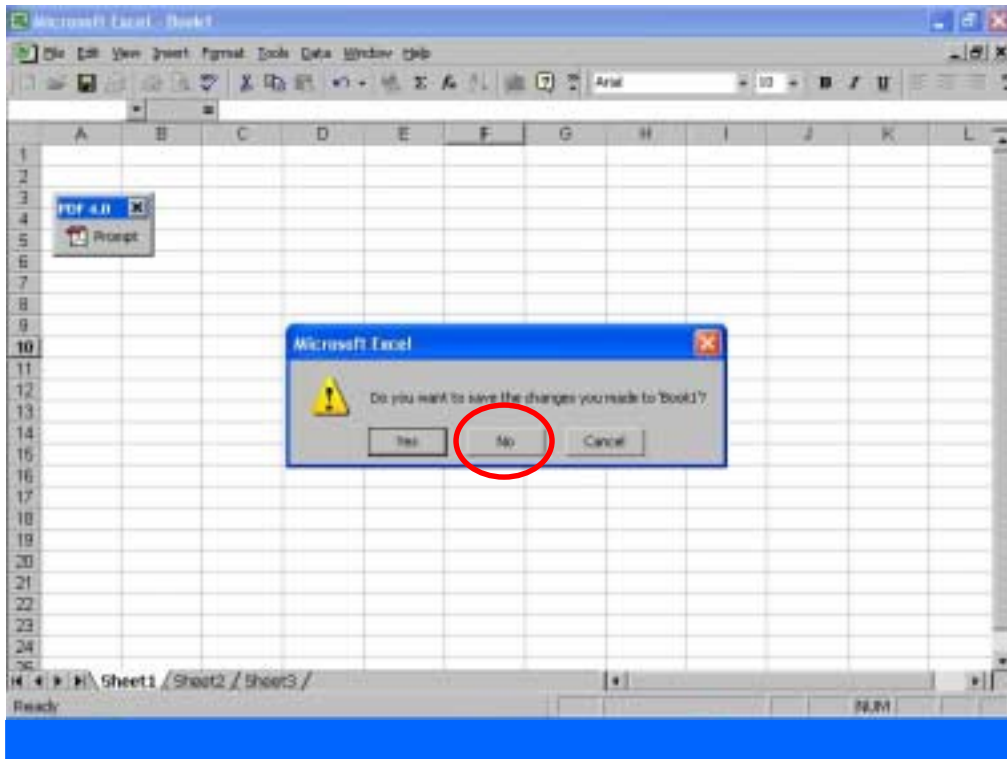 Microsoft Excel - Book1
File Edit View Insert Format Tools Data Window Help
Arial 10 B I U
=
A B C D E F G H I J K L
1
2
3
PDF 4.0
4
Prompt
5
6
7
8
9
Microsoft Excel
10
11
12
Do you want to save the changes you made to 'Book1'?
13
14
Yes No Cancel
15
16
17
18
19
20
21
22
23
24
25
Sheet1 / Sheet2 / Sheet3 /
Ready NUM